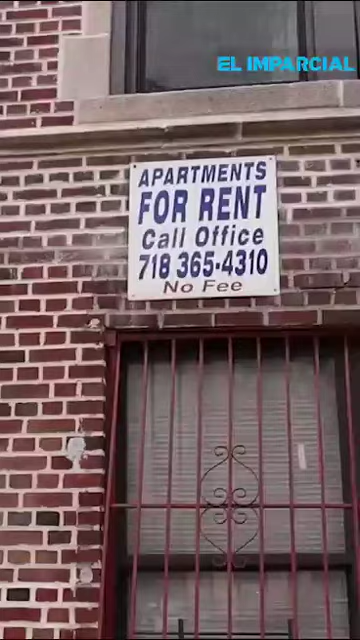 EL IMPARCIAL
APARTMENTS
FOR RENT
Call Office
718 365-4310
No Fee